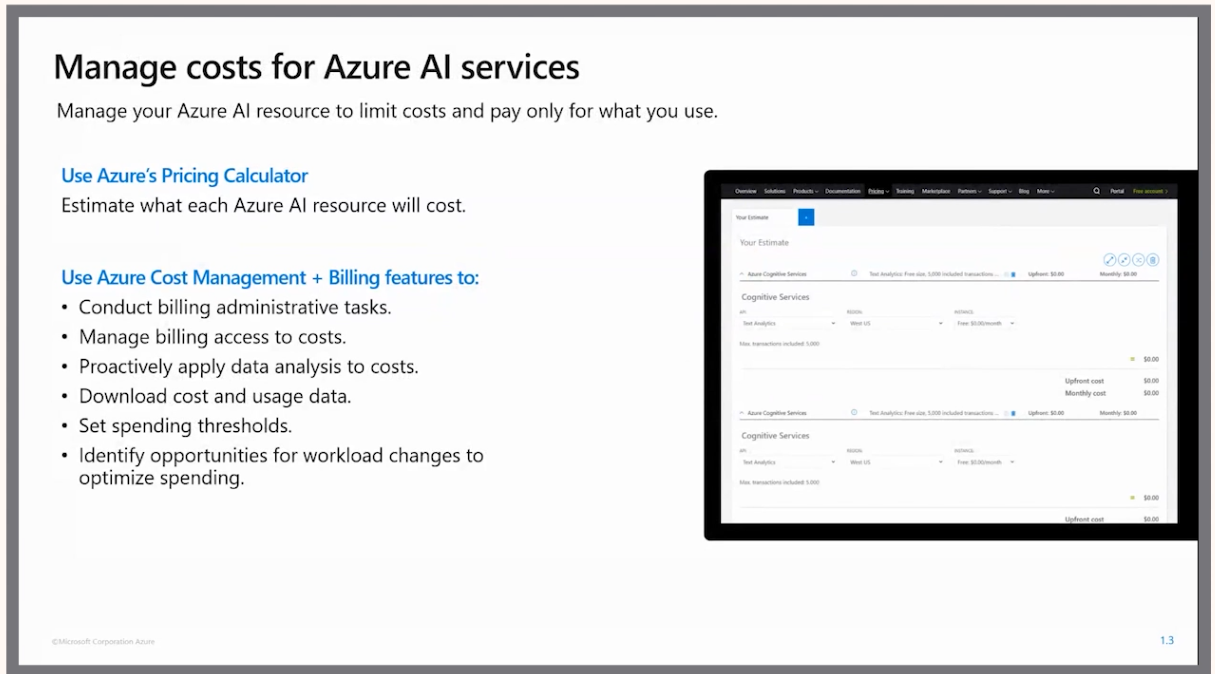 Manage costs for Azure AI services
Manage your Azure AI resource to limit costs and pay only for what you use.
Use Azure's Pricing Calculator
Estimate what each Azure AI resource will cost.
Use Azure Cost Management + Billing features to:
• Conduct billing administrative tasks.
• Manage billing access to costs.
• Proactively apply data analysis to costs.
• Download cost and usage data.
• Set spending thresholds.
• Identify opportunities for workload changes to
optimize spending.
Overview Solutions Products Documentation Pricing Training Marketplace Partners Support Blog More Portal Free account >
Your Estimate +
Your Estimate
Azure Cognitive Services Text Analytics: Free size, 5,000 included transactions ... Upfront: $0.00 Monthly: $0.00
Cognitive Services
API: REGION: INSTANCE:
Text Analytics West US Free: $0.00/month
Max. transactions included: 5,000
= $0.00
Upfront cost $0.00
Monthly cost $0.00
Azure Cognitive Services Text Analytics: Free size, 5,000 included transactions ... Upfront: $0.00 Monthly: $0.00
Cognitive Services
API: REGION: INSTANCE:
Text Analytics West US Free: $0.00/month
Max. transactions included: 5,000
= $0.00
Upfront cost $0.00
©Microsoft Corporation Azure
1.3